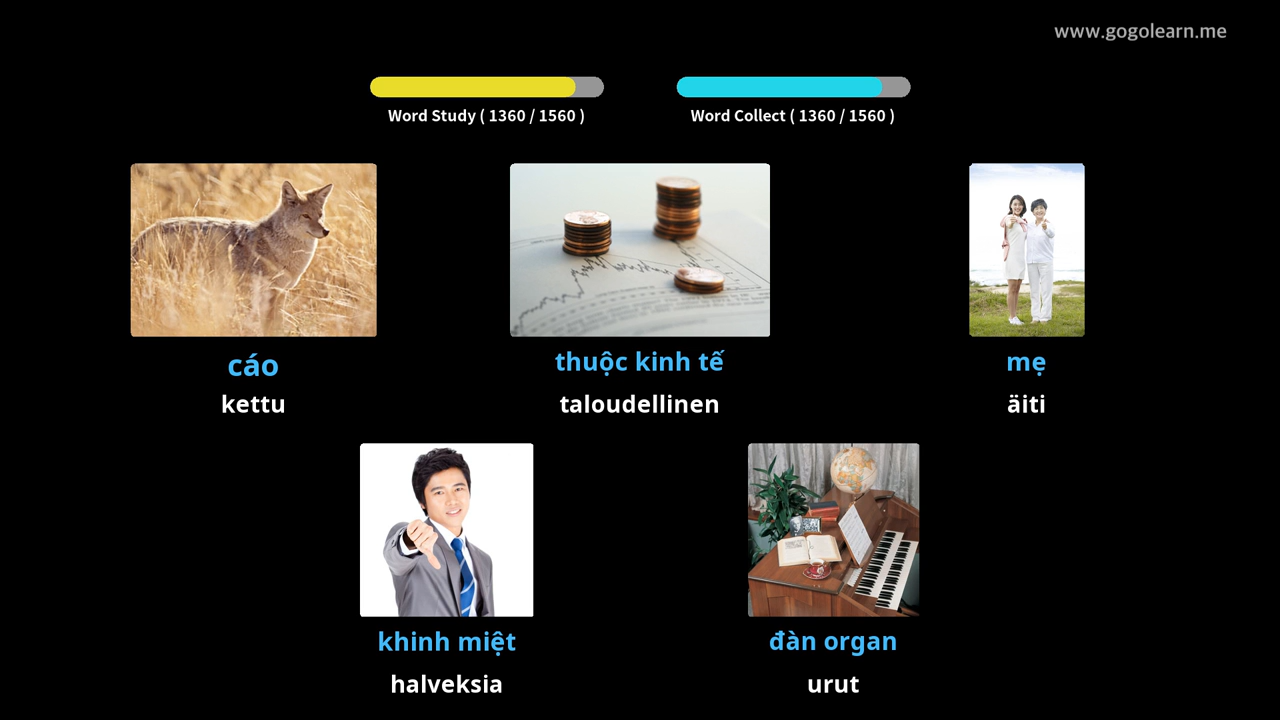 www.gogolearn.me
Word Study ( 1360 / 1560 )
Word Collect ( 1360 / 1560 )
cáo
kettu
thuộc kinh tế
taloudellinen
mẹ
äiti
khinh miệt
halveksia
đàn organ
urut